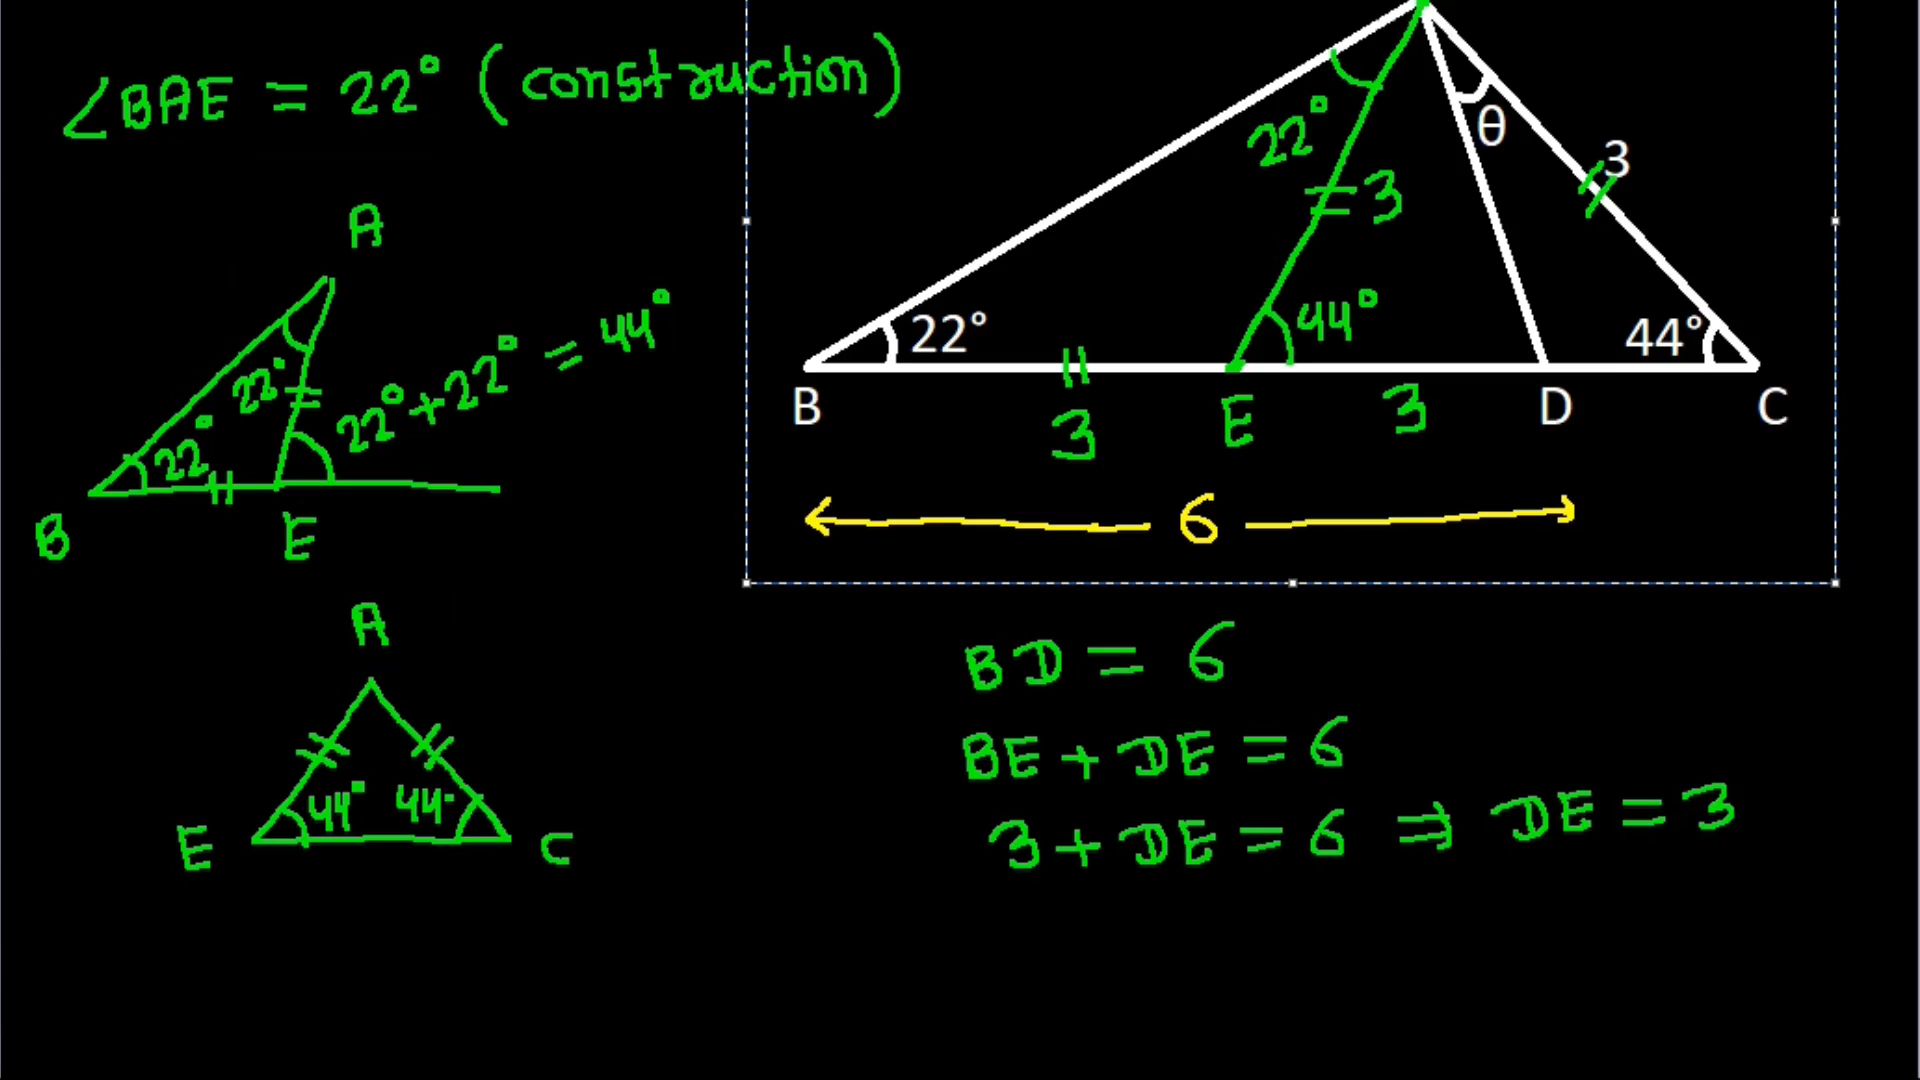 ∠BAE = 22° (construction)
θ
22°
3
3
A
22°
44°
44°
22° + 22° = 44°
22°
22°
B
E
D
C
3
3
B
E
6
A
BD = 6
BE + DE = 6
44° 44°
3 + DE = 6 ⇒ DE = 3
E
C